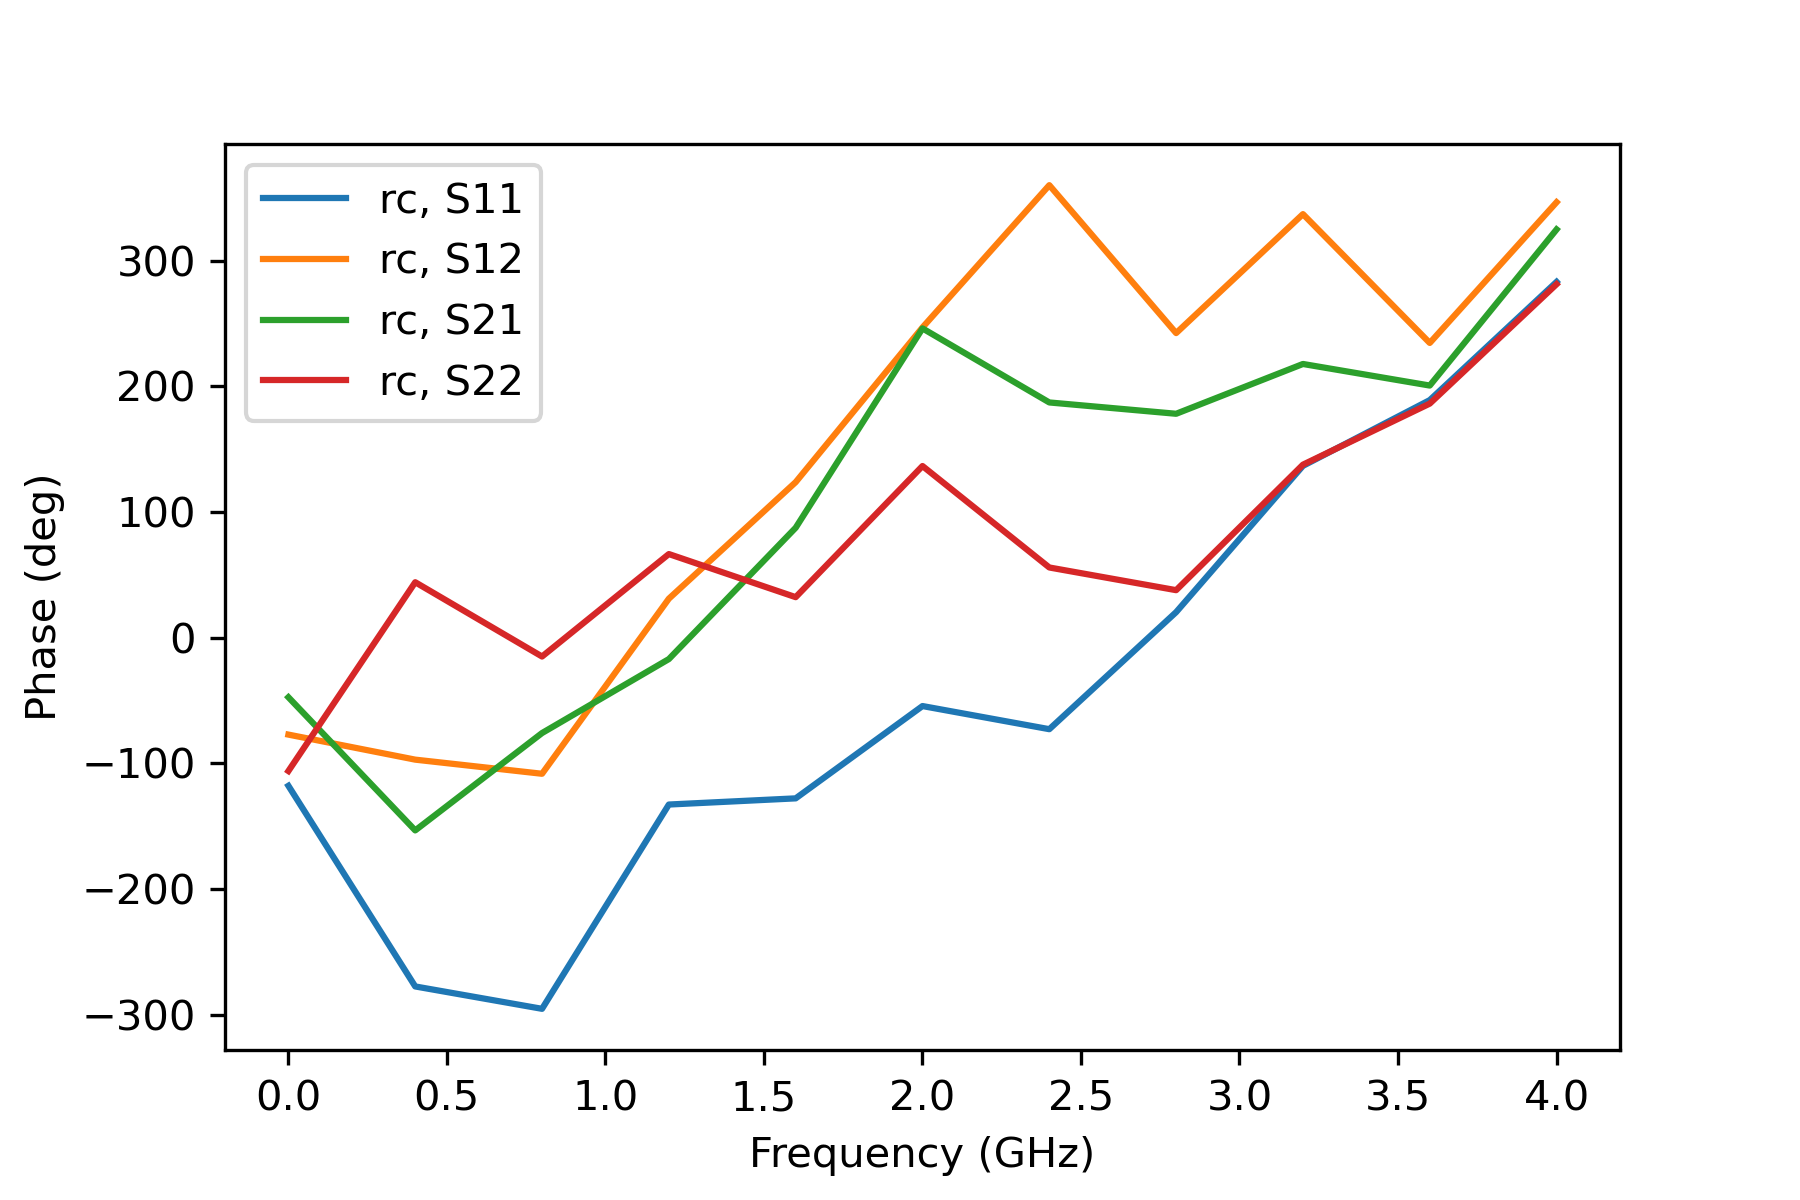 rc, S11
rc, S12
rc, S21
rc, S22
Phase (deg)
300
200
100
0
−100
−200
−300
0.0 0.5 1.0 1.5 2.0 2.5 3.0 3.5 4.0
Frequency (GHz)